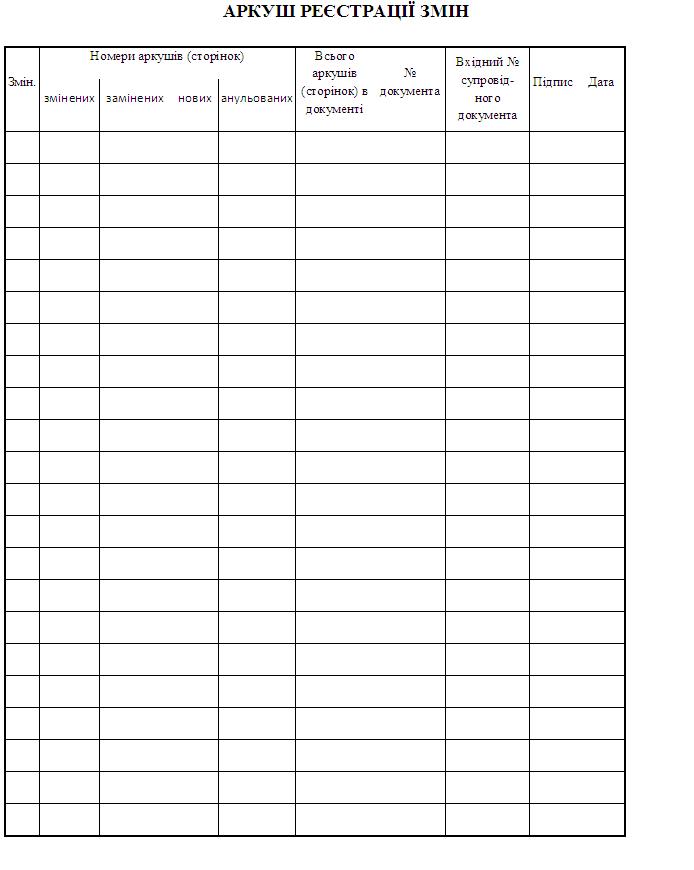 АРКУШ РЕЄСТРАЦІЇ ЗМІН
Змін.
Номери аркушів (сторінок)
змінених замінених нових анульованих
Всього
аркушів
(сторінок) в
документі
№
документа
Вхідний №
супровід-
ного
документа
Підпис
Дата